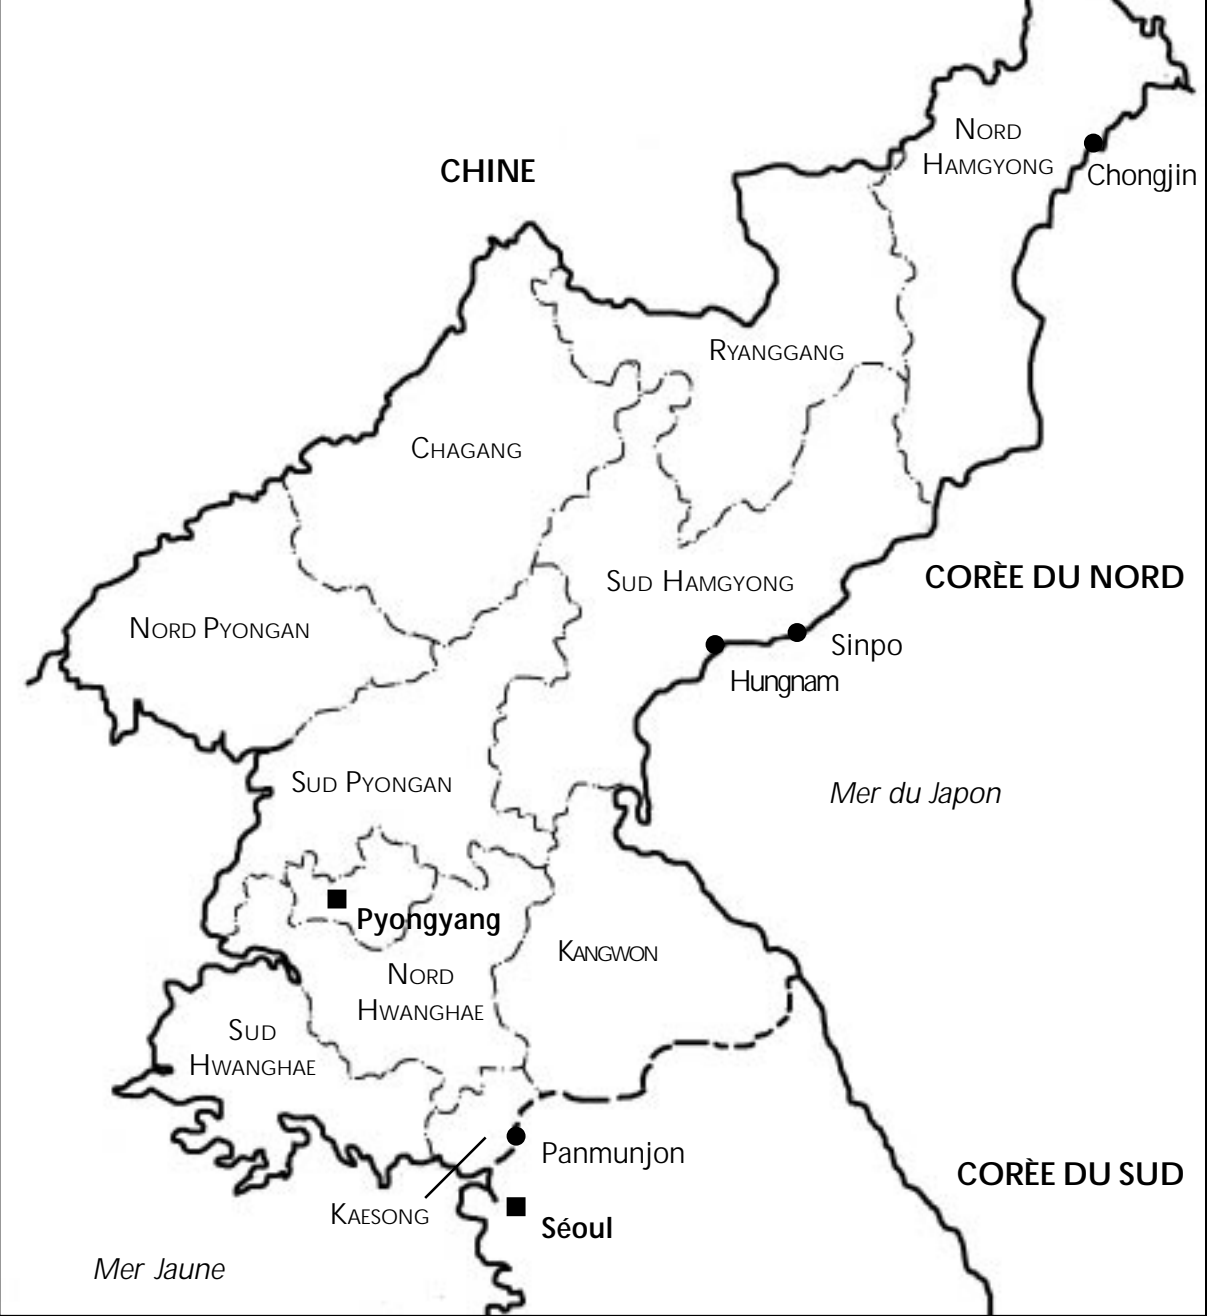 NORD
HAMGYONG
CHINE
Chongjin
RYANGGANG
CHAGANG
CORÈE DU NORD
SUD HAMGYONG
NORD PYONGAN
Sinpo
Hungnam
SUD PYONGAN
Mer du Japon
Pyongyang
KANGWON
NORD
HWANGHAE
SUD
HWANGHAE
Panmunjon
CORÈE DU SUD
KAESONG
Séoul
Mer Jaune